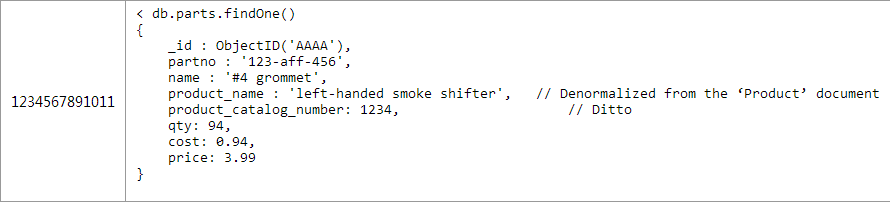 1234567891011
< db.parts.findOne()
{
    _id : ObjectID('AAAA'),
    partno : '123-aff-456',
    name : '#4 grommet',
    product_name : 'left-handed smoke shifter',   // Denormalized from the ‘Product’ document
    product_catalog_number: 1234,                     // Ditto
    qty: 94,
    cost: 0.94,
    price: 3.99
}